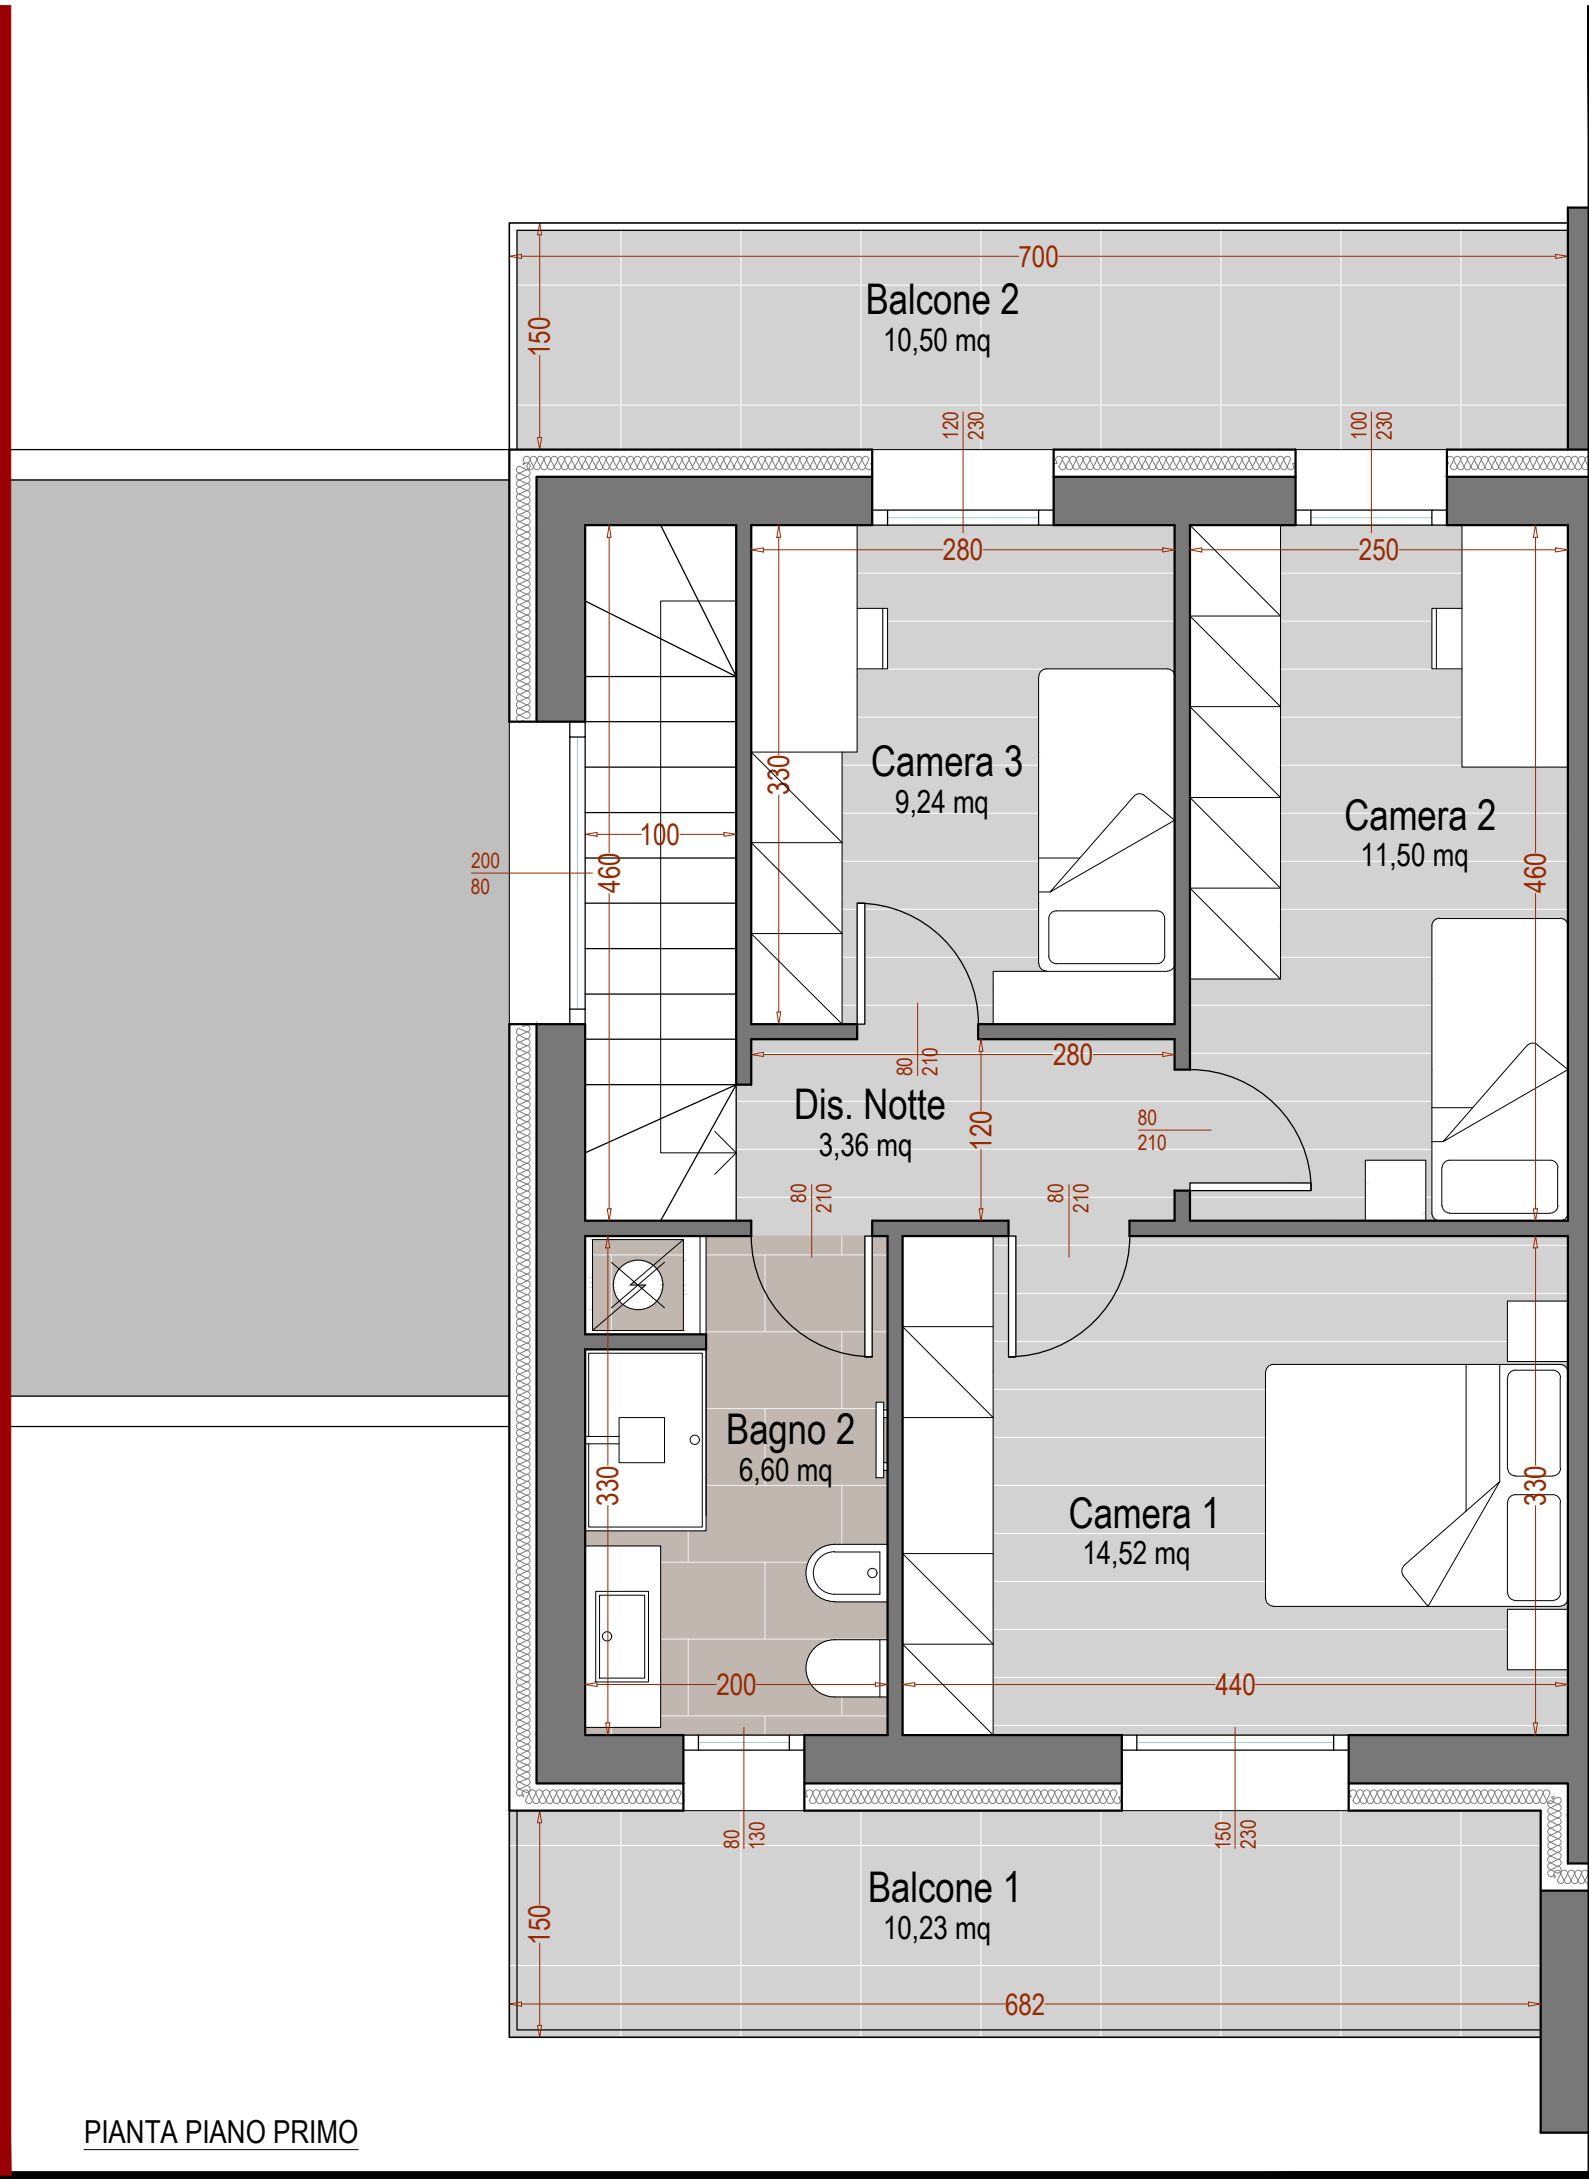 700
Balcone 2
10,50 mq
150
120
230
100
230
280
250
330
Camera 3
9,24 mq
Camera 2
11,50 mq
100
460
460
200
80
80
210
280
Dis. Notte
3,36 mq
120
80
210
80
210
80
210
Bagno 2
6,60 mq
330
Camera 1
14,52 mq
330
200
440
80
130
150
230
Balcone 1
10,23 mq
150
682
PIANTA PIANO PRIMO